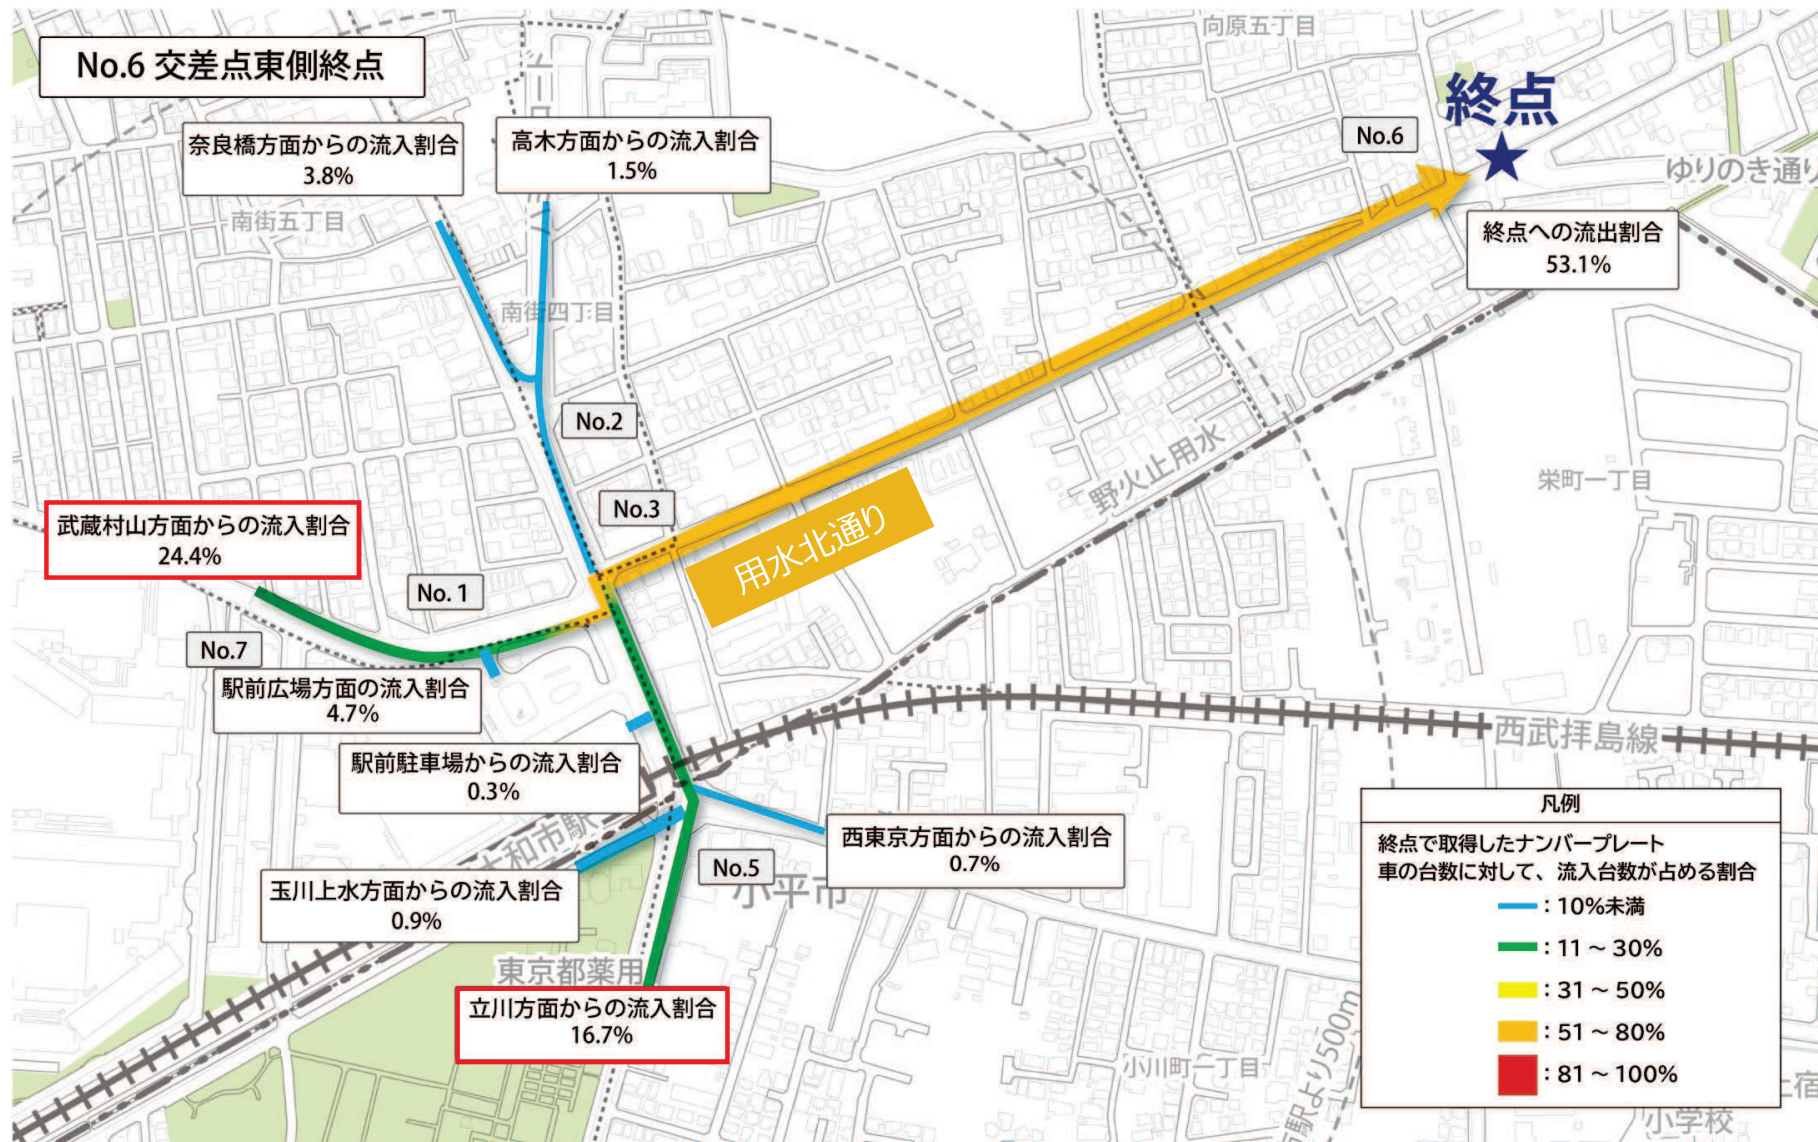 No.6 交差点東側終点
向原五丁目
終点
奈良橋方面からの流入割合
3.8%
高木方面からの流入割合
1.5%
No.6
ゆりのき通り
南街五丁目
終点への流出割合
53.1%
南街四丁目
No.2
野火止用水
栄町一丁目
武蔵村山方面からの流入割合
24.4%
No.3
用水北通り
No. 1
No.7
駅前広場方面の流入割合
4.7%
西武拝島線
駅前駐車場からの流入割合
0.3%
大和市駅
西東京方面からの流入割合
0.7%
No.5
小平市
玉川上水方面からの流入割合
0.9%
東京都薬用
立川方面からの流入割合
16.7%
小川町一丁目
駅より500m
凡例
終点で取得したナンバープレート
車の台数に対して、流入台数が占める割合
：10%未満
：11 ～ 30%
：31 ～ 50%
：51 ～ 80%
：81 ～ 100%
上宿
小学校